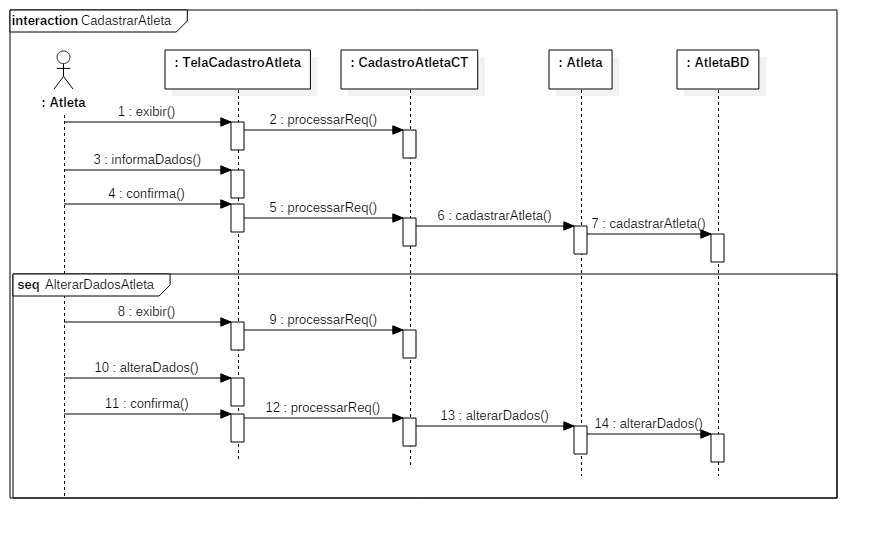 interaction CadastrarAtleta
: TelaCadastroAtleta
: CadastroAtletaCT
: Atleta
: AtletaBD
: Atleta
1 : exibir()
2 : processarReq()
3 : informaDados()
4 : confirma()
5 : processarReq()
6 : cadastrarAtleta()
7 : cadastrarAtleta()
seq AlterarDadosAtleta
8 : exibir()
9 : processarReq()
10 : alteraDados()
11 : confirma()
12 : processarReq()
13 : alterarDados()
14 : alterarDados()